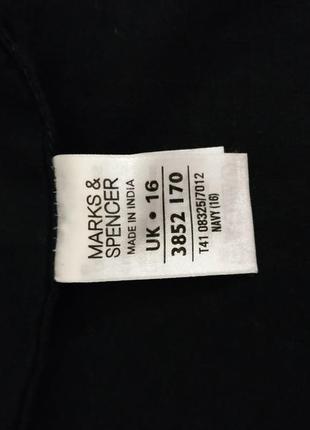 MARKS &
SPENCER
MADE IN INDIA
UK • 16
3852 170
T41 08325/7012
NAVY (16)